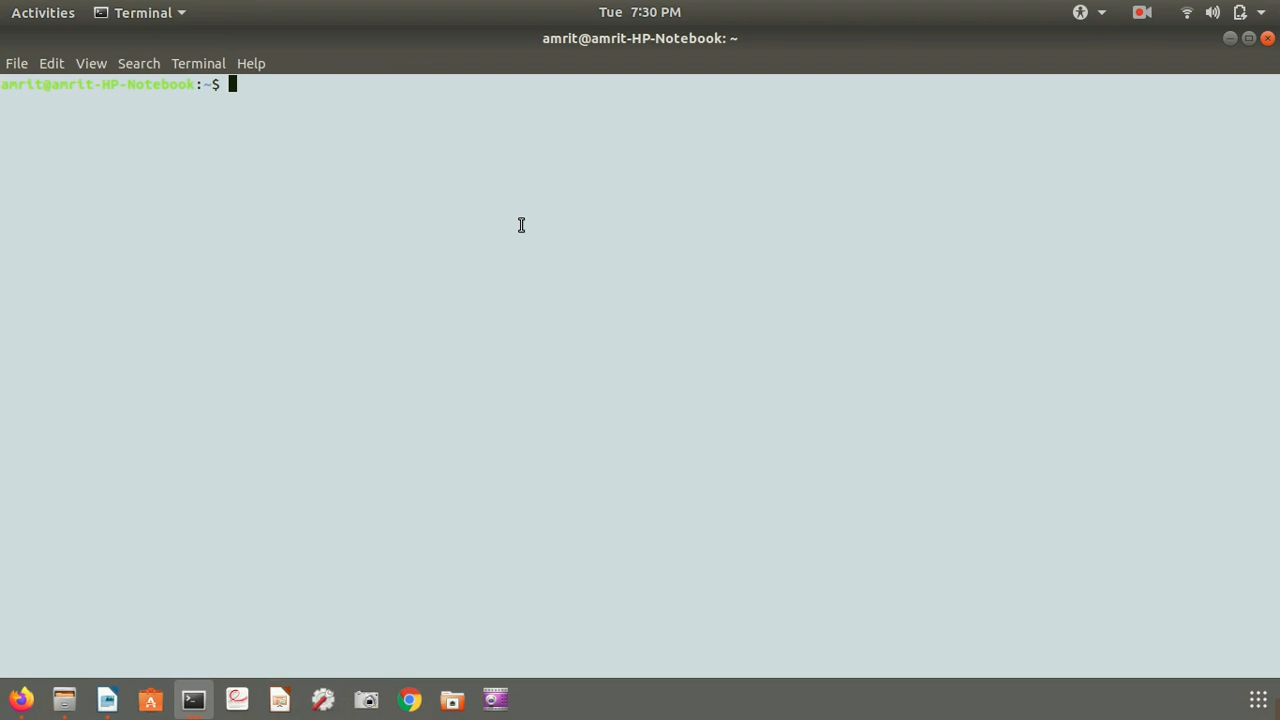 Activities Terminal Tue 7:30 PM
amrit@amrit-HP-Notebook: ~
File Edit View Search Terminal Help
amrit@amrit-HP-Notebook:~$